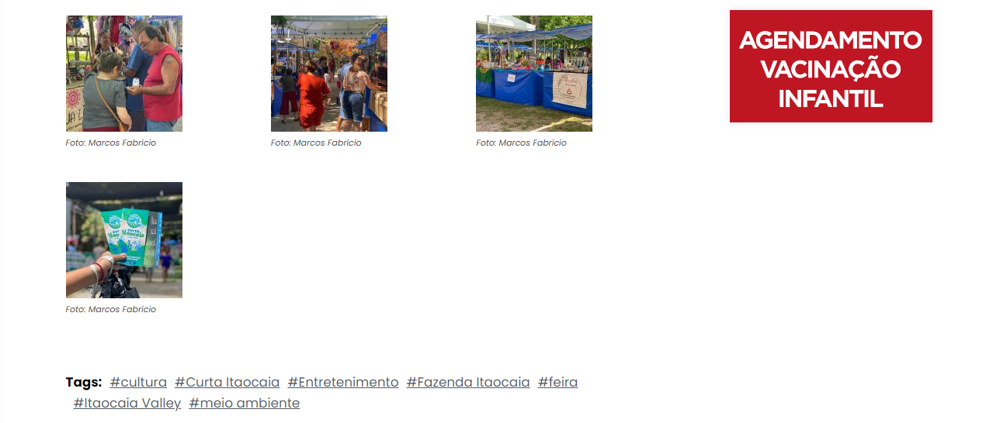 AGENDAMENTO
VACINAÇÃO
INFANTIL
Foto: Marcos Fabrício
Foto: Marcos Fabrício
Foto: Marcos Fabrício
Foto: Marcos Fabrício
Tags: #cultura #Curta Itaocaia #Entretenimento #Fazenda Itaocaia #feira
#Itaocaia Valley #meio ambiente